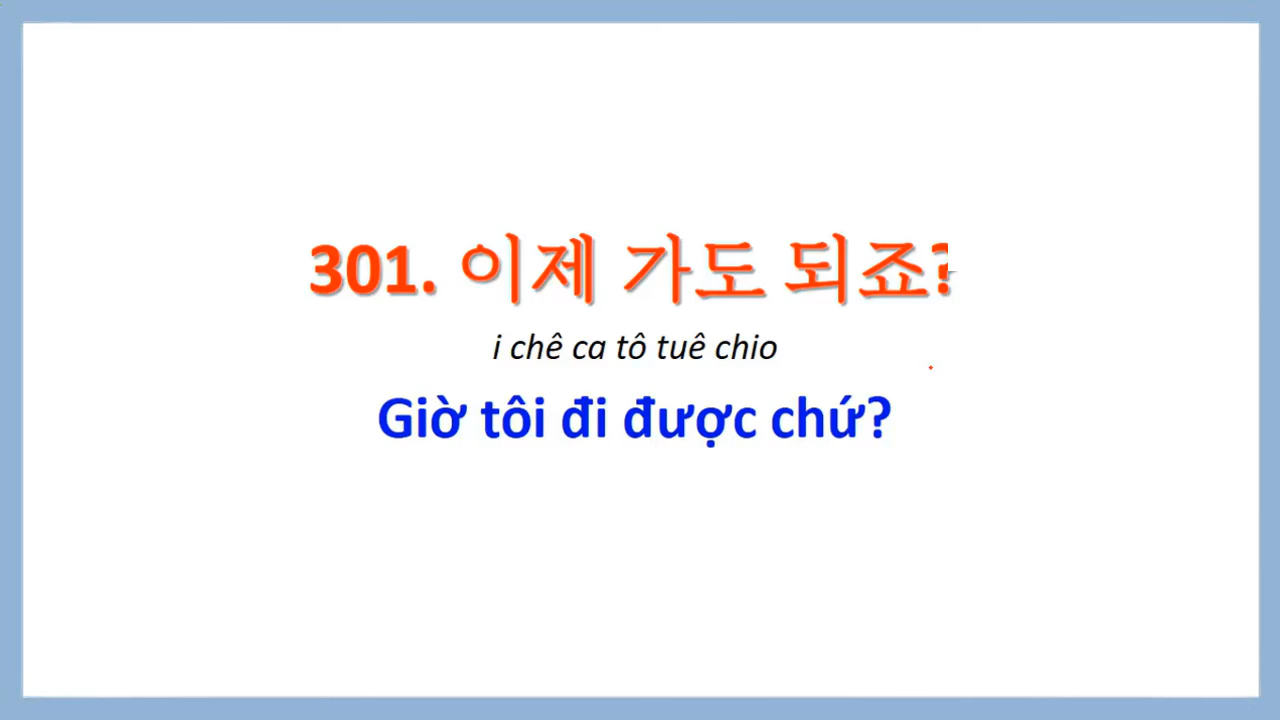 301. 이제 가도 되죠?
i chê ca tô tuê chio
Giờ tôi đi được chứ?